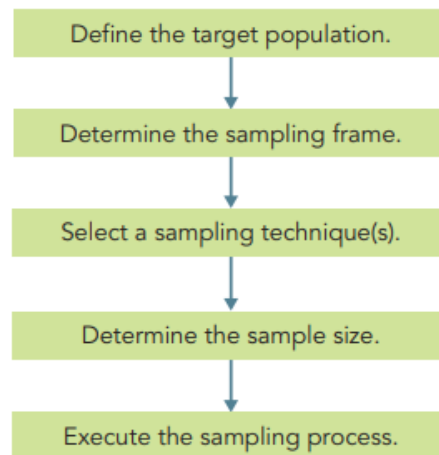 Define the target population.
Determine the sampling frame.
Select a sampling technique(s).
Determine the sample size.
Execute the sampling process.